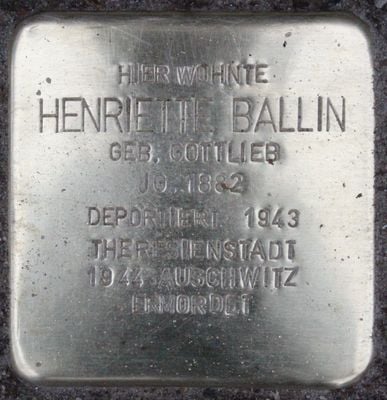 HIER WOHNTE
HENRIETTE BALLIN
GEB. GOTTLIEB
JG. 1882
DEPORTIERT 1943
THERESIENSTADT
1944 AUSCHWITZ
ERMORDET